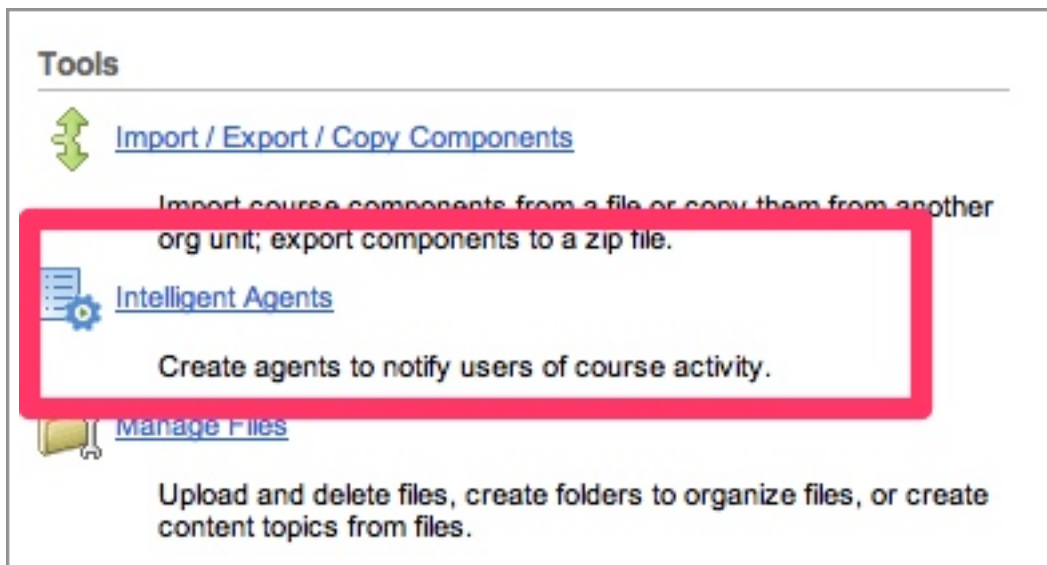 Tools
Import / Export / Copy Components
Import course components from a file or copy them from another
org unit; export components to a zip file.
Intelligent Agents
Create agents to notify users of course activity.
Manage Files
Upload and delete files, create folders to organize files, or create
content topics from files.